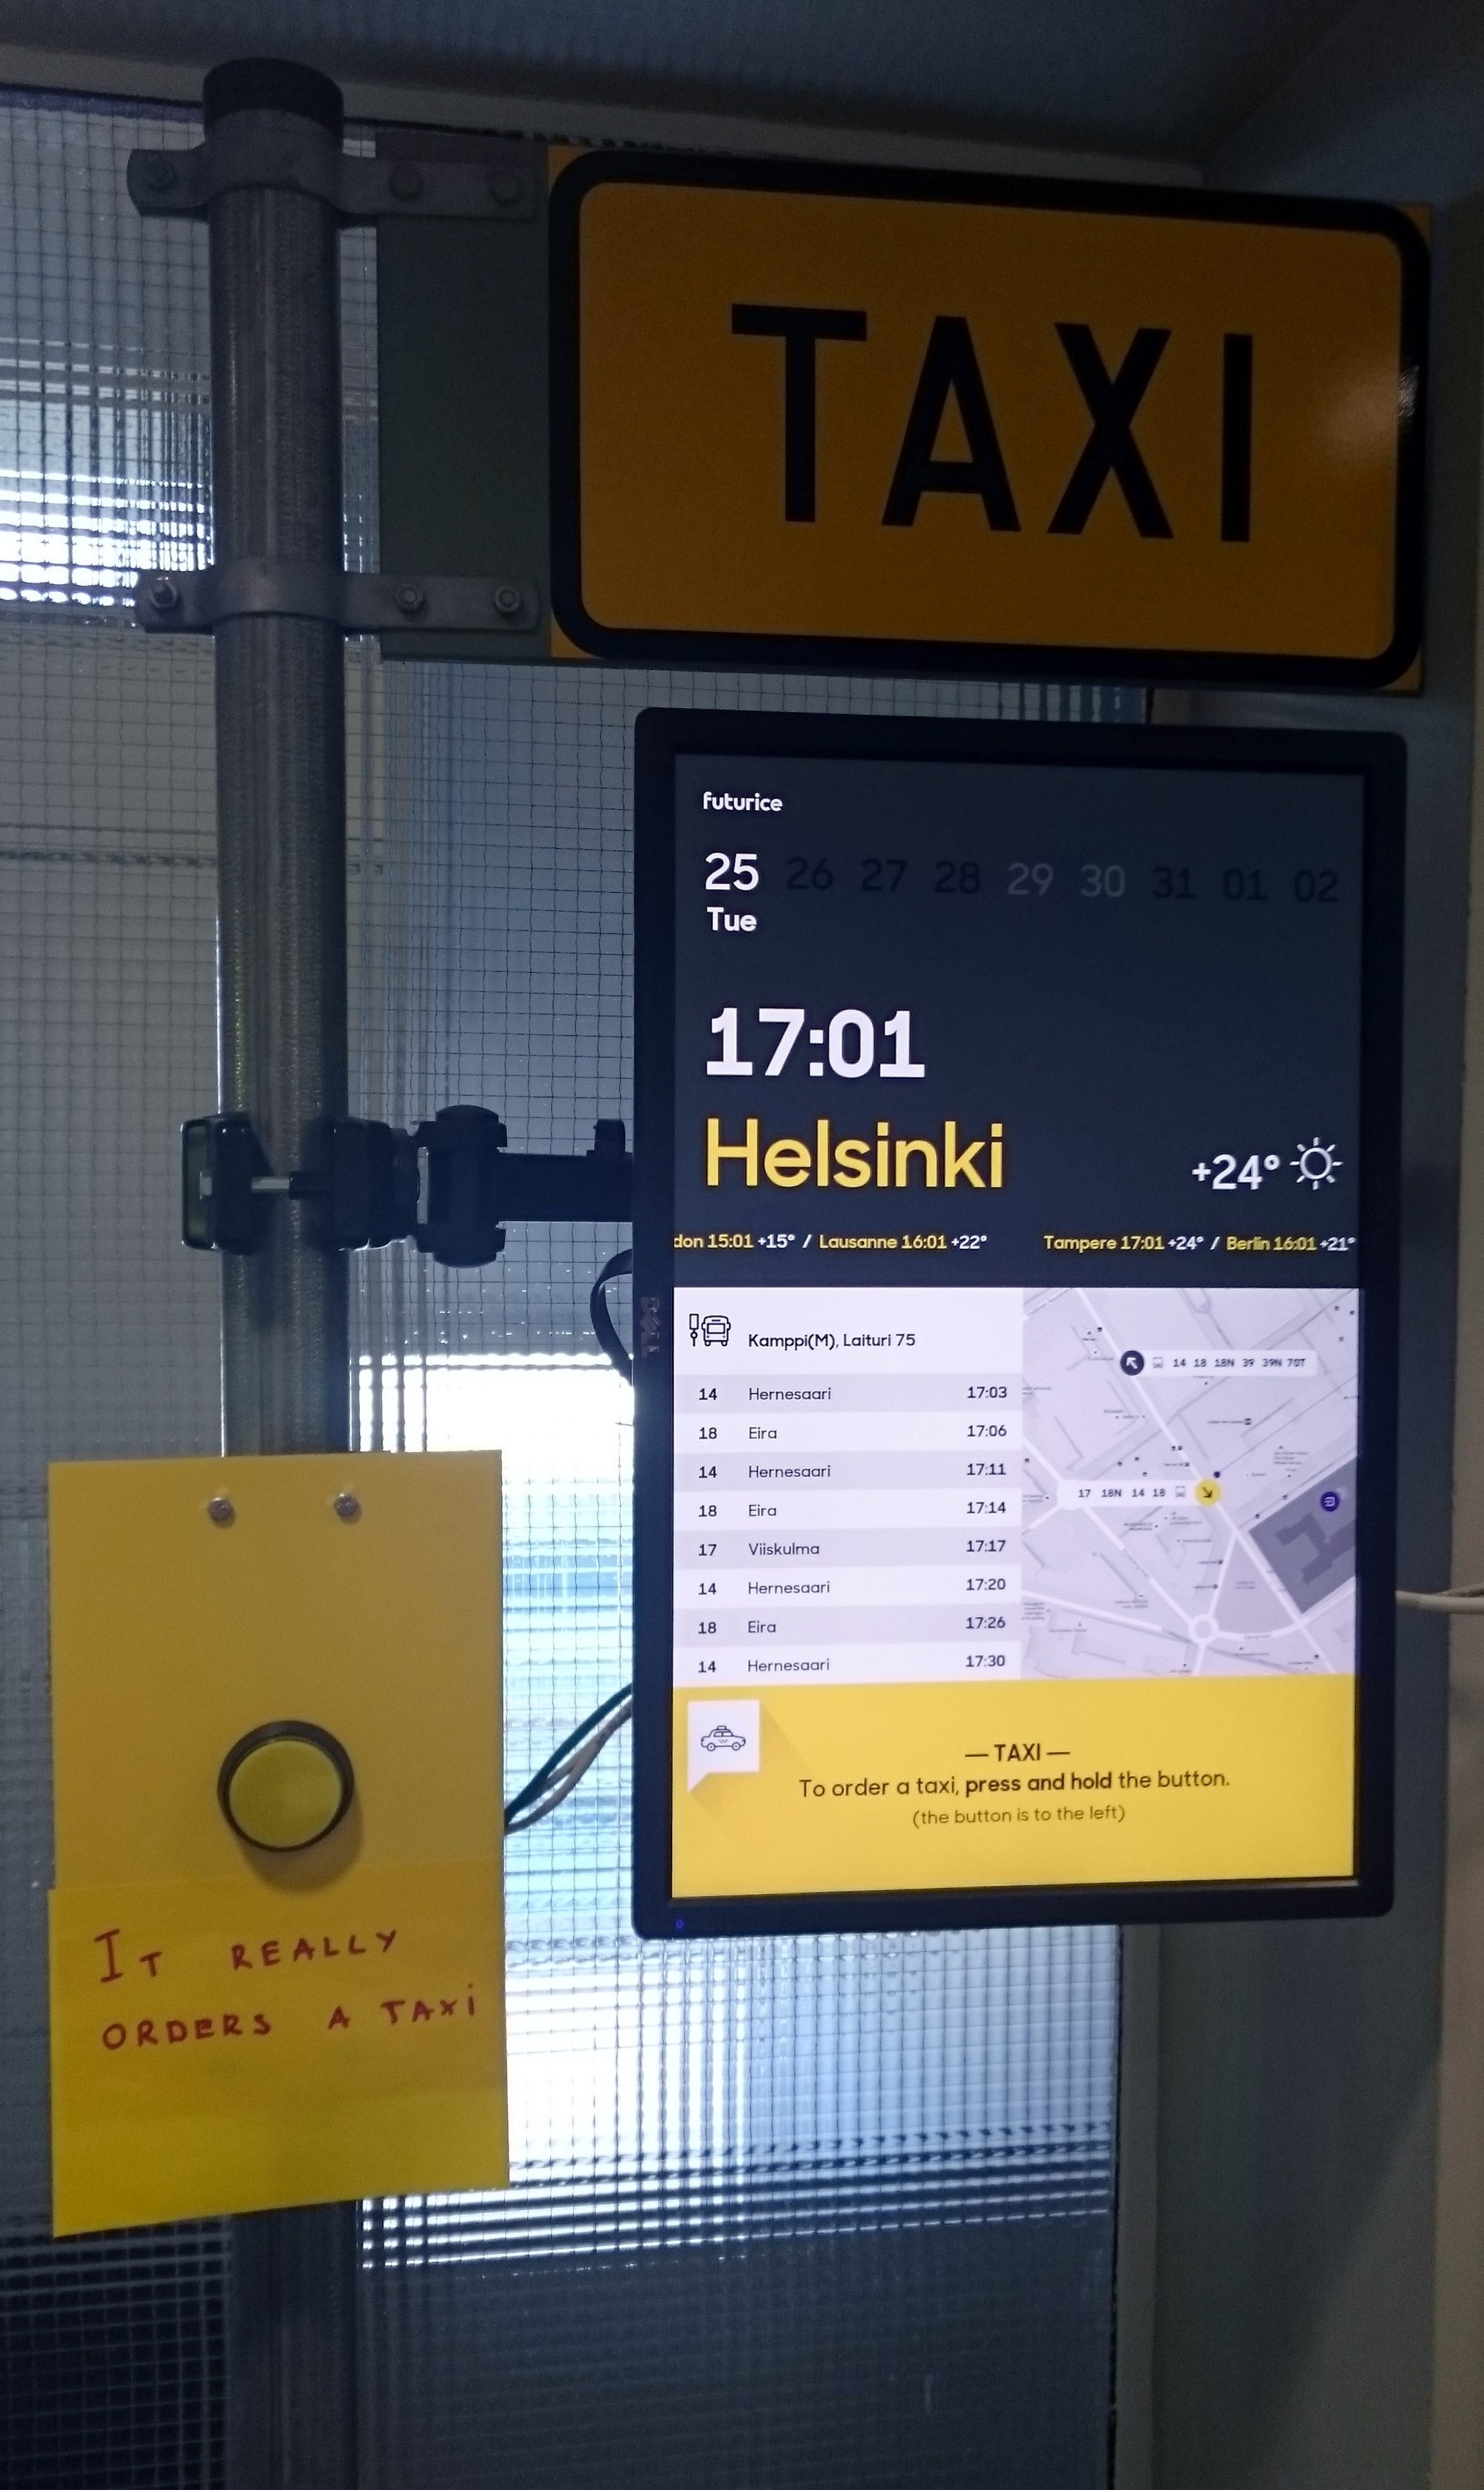 TAXI
futurice
25 26 27 28 29 30 31 01 02
Tue
17:01
Helsinki
+24°
don 15:01 +15° / Lausanne 16:01 +22° Tampere 17:01 +24° / Berlin 16:01 +21°
Kamppi(M), Laituri 75
14 Hernesaari 17:03
18 Eira 17:06
14 Hernesaari 17:11
18 Eira 17:14
17 Viiskulma 17:17
14 Hernesaari 17:20
18 Eira 17:26
14 Hernesaari 17:30
14 18 18N 39 39N 70T
17 18N 14 18
— TAXI —
To order a taxi, press and hold the button.
(the button is to the left)
DELL
IT REALLY
ORDERS A TAXi